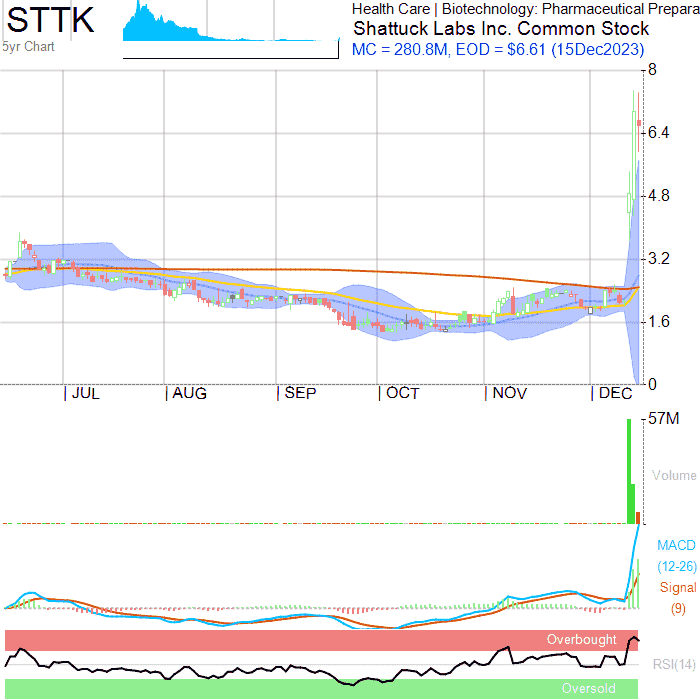 STTK
5yr Chart
Health Care | Biotechnology: Pharmaceutical Prepara
Shattuck Labs Inc. Common Stock
MC = 280.8M, EOD = $6.61 (15Dec2023)
8
6.4
4.8
3.2
1.6
0
| JUL | AUG | SEP | OCT | NOV | DEC
57M
Volume
MACD
(12-26)
Signal
(9)
Overbought
RSI(14)
Oversold